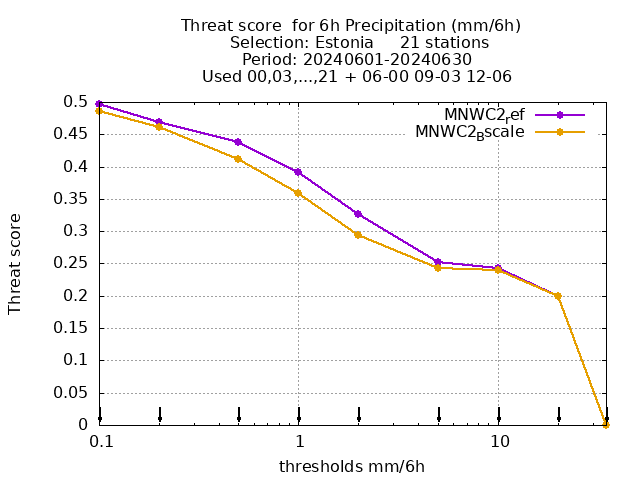 Threat score  for 6h Precipitation (mm/6h)
Selection: Estonia     21 stations
Period: 20240601-20240630
Used 00,03,...,21 + 06-00 09-03 12-06
MNWC2_ref
MNWC2_Bscale
0.5
0.45
0.4
0.35
0.3
0.25
0.2
0.15
0.1
0.05
0
Threat score
0.1
1
10
thresholds mm/6h